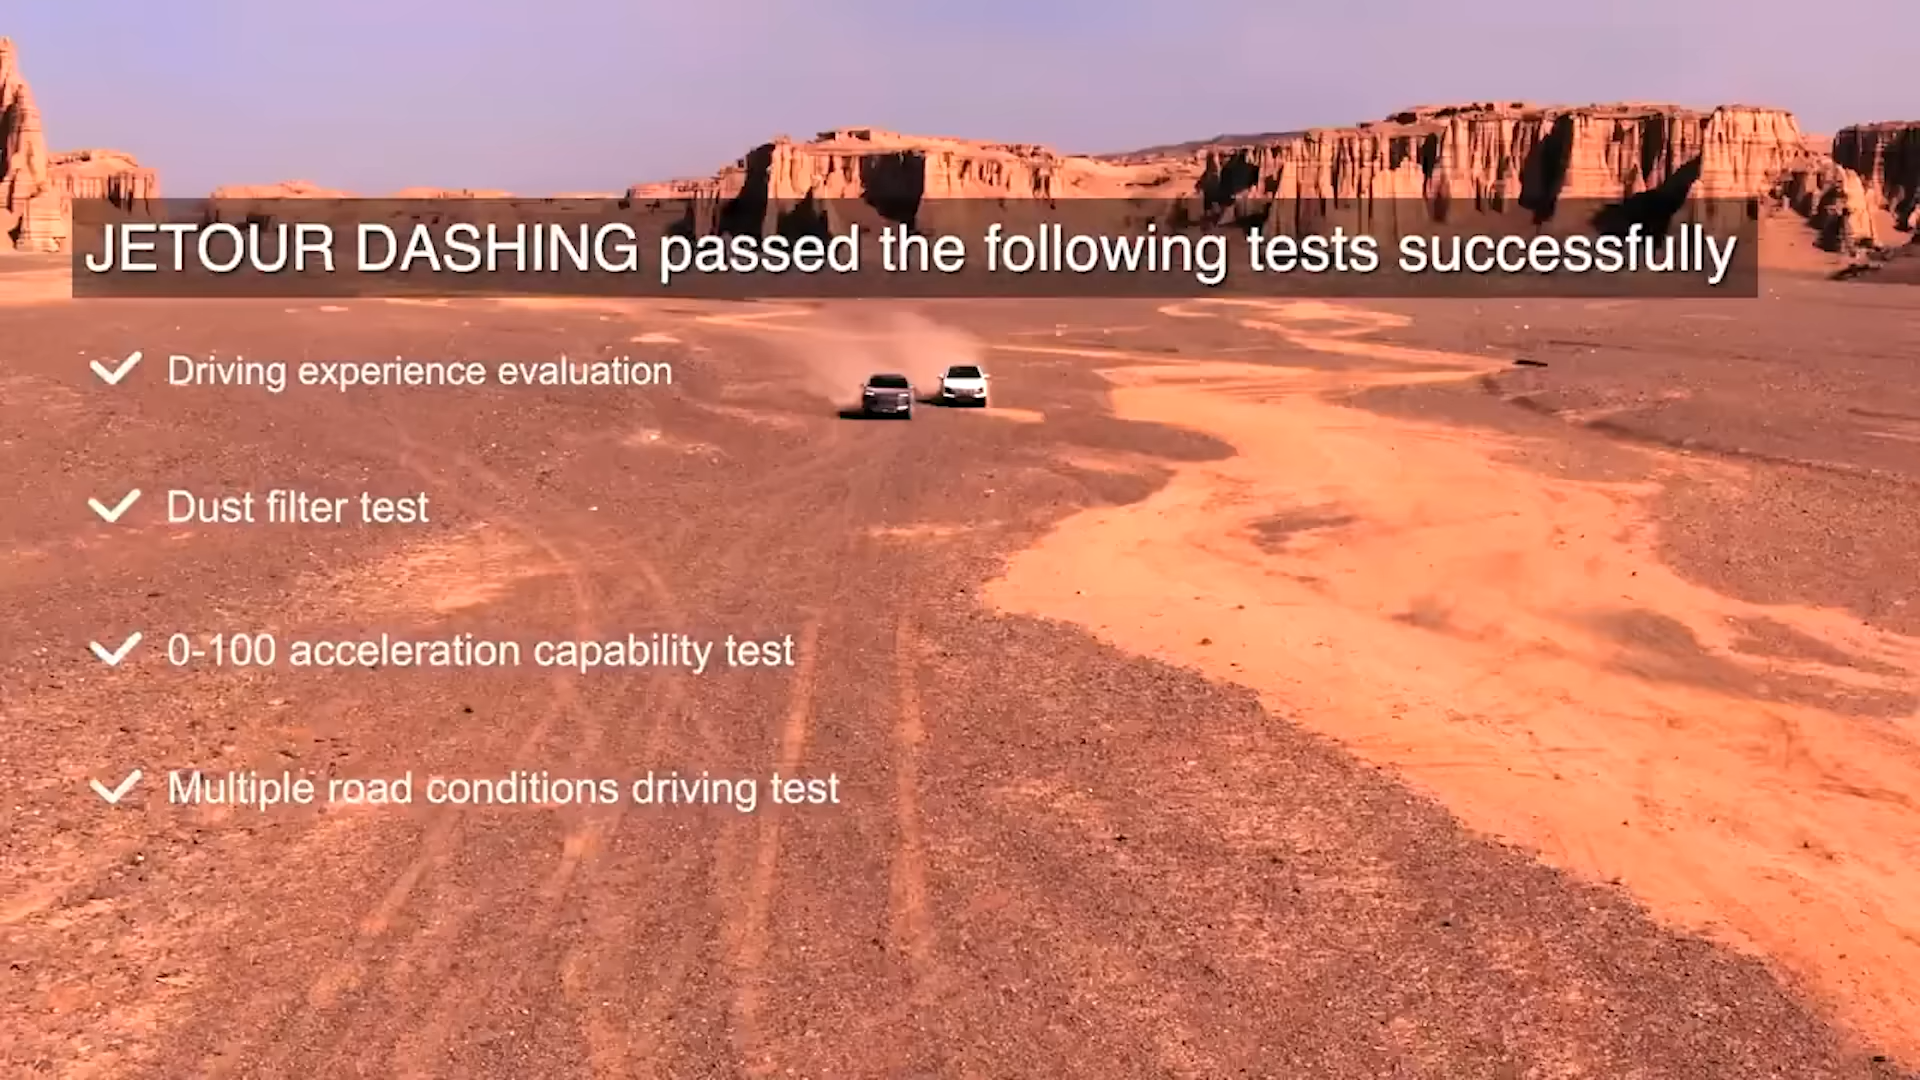 JETOUR DASHING passed the following tests successfully
Driving experience evaluation
Dust filter test
0-100 acceleration capability test
Multiple road conditions driving test